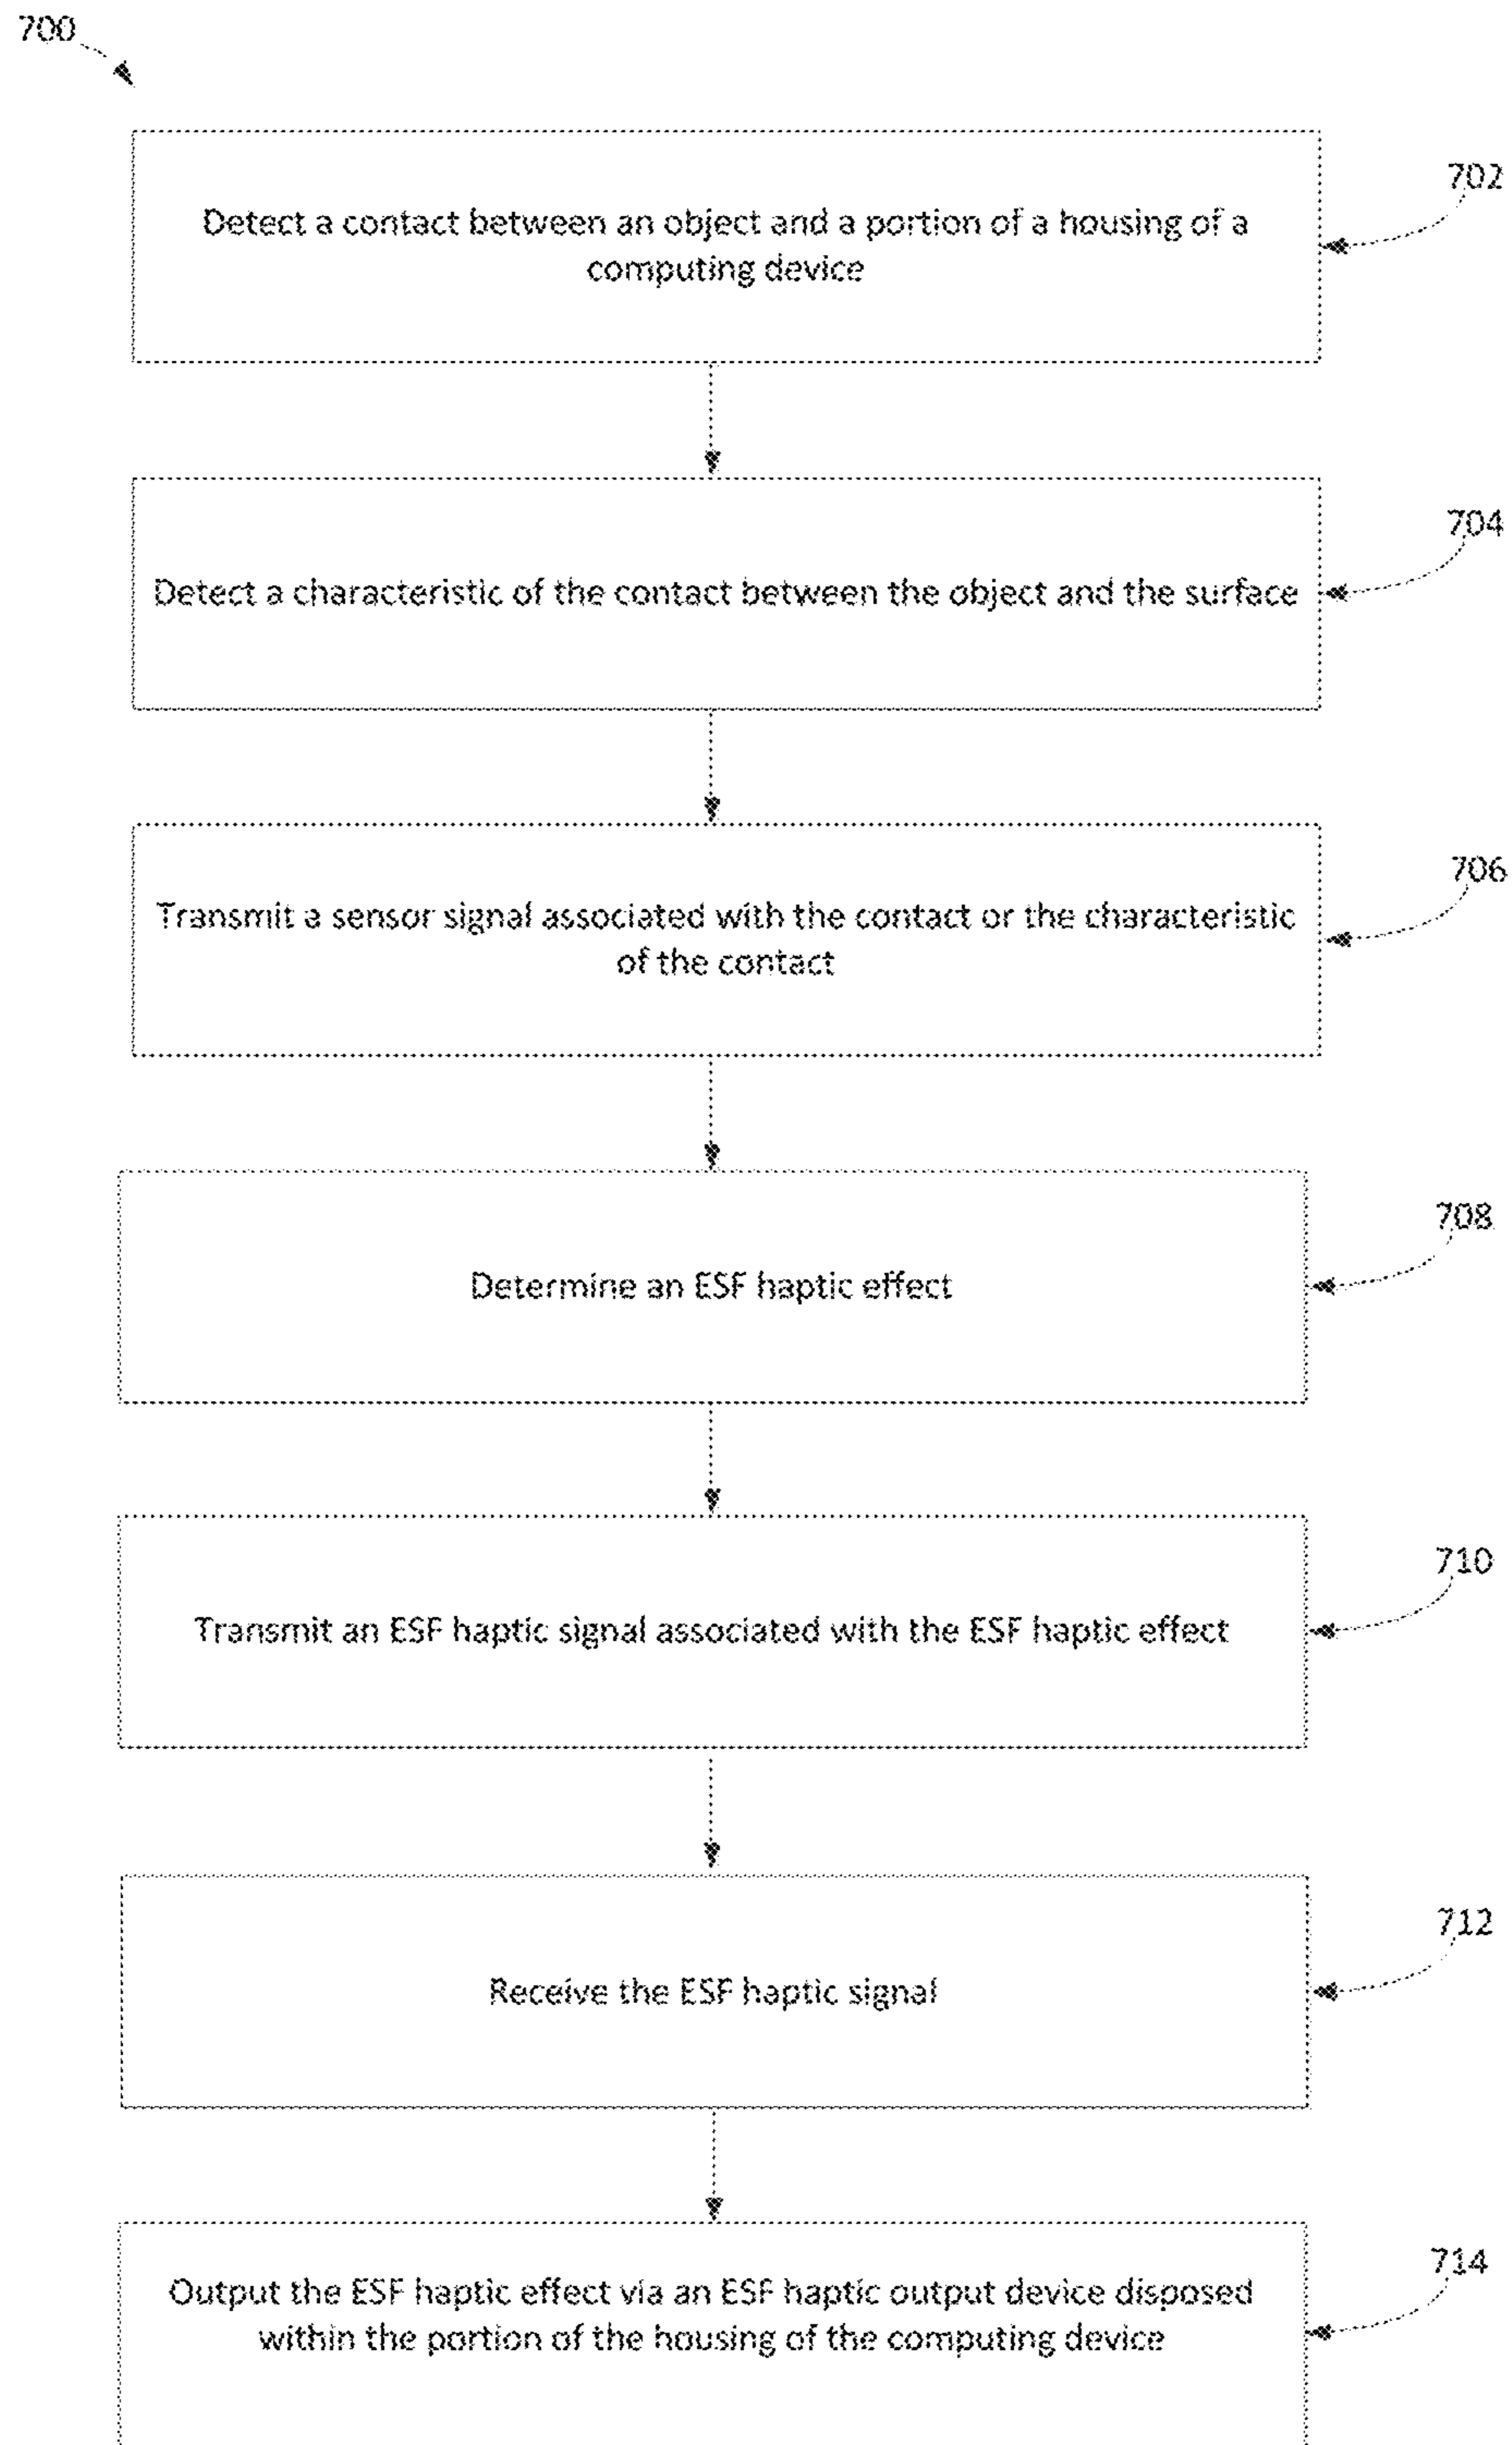 700
702
Detect a contact between an object and a portion of a housing of a
computing device
704
Detect a characteristic of the contact between the object and the surface
706
Transmit a sensor signal associated with the contact or the characteristic
of the contact
708
Determine an ESF haptic effect
710
Transmit an ESF haptic signal associated with the ESF haptic effect
712
Receive the ESF haptic signal
714
Output the ESF haptic effect via an ESF haptic output device disposed
within the portion of the housing of the computing device